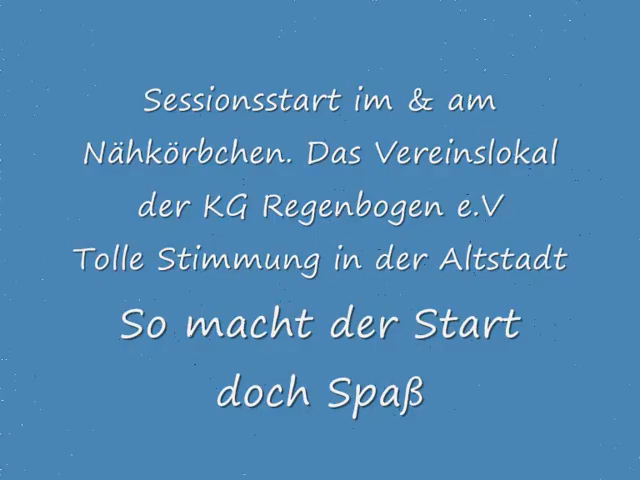 Sessionsstart im & am
Nähkörbchen. Das Vereinslokal
der KG Regenbogen e.V
Tolle Stimmung in der Altstadt
So macht der Start
doch Spaß